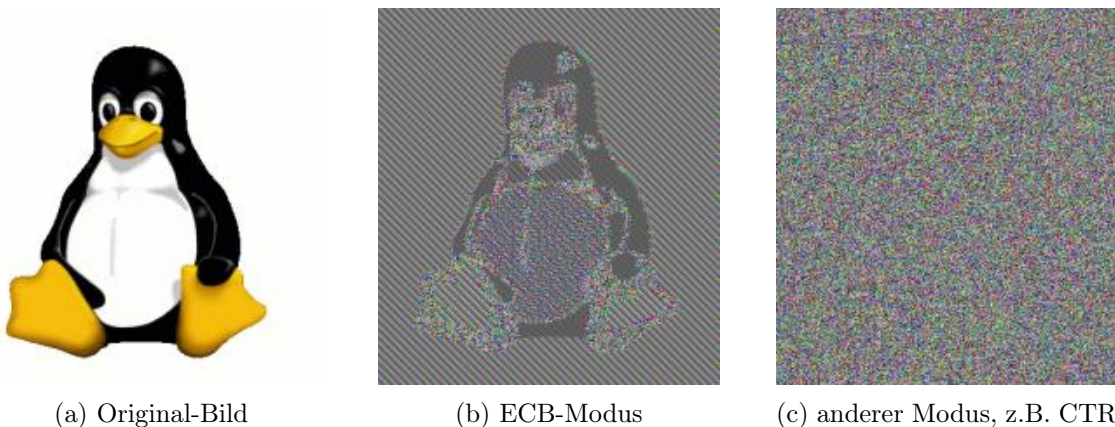 (a) Original-Bild
(b) ECB-Modus
(c) anderer Modus, z.B. CTR